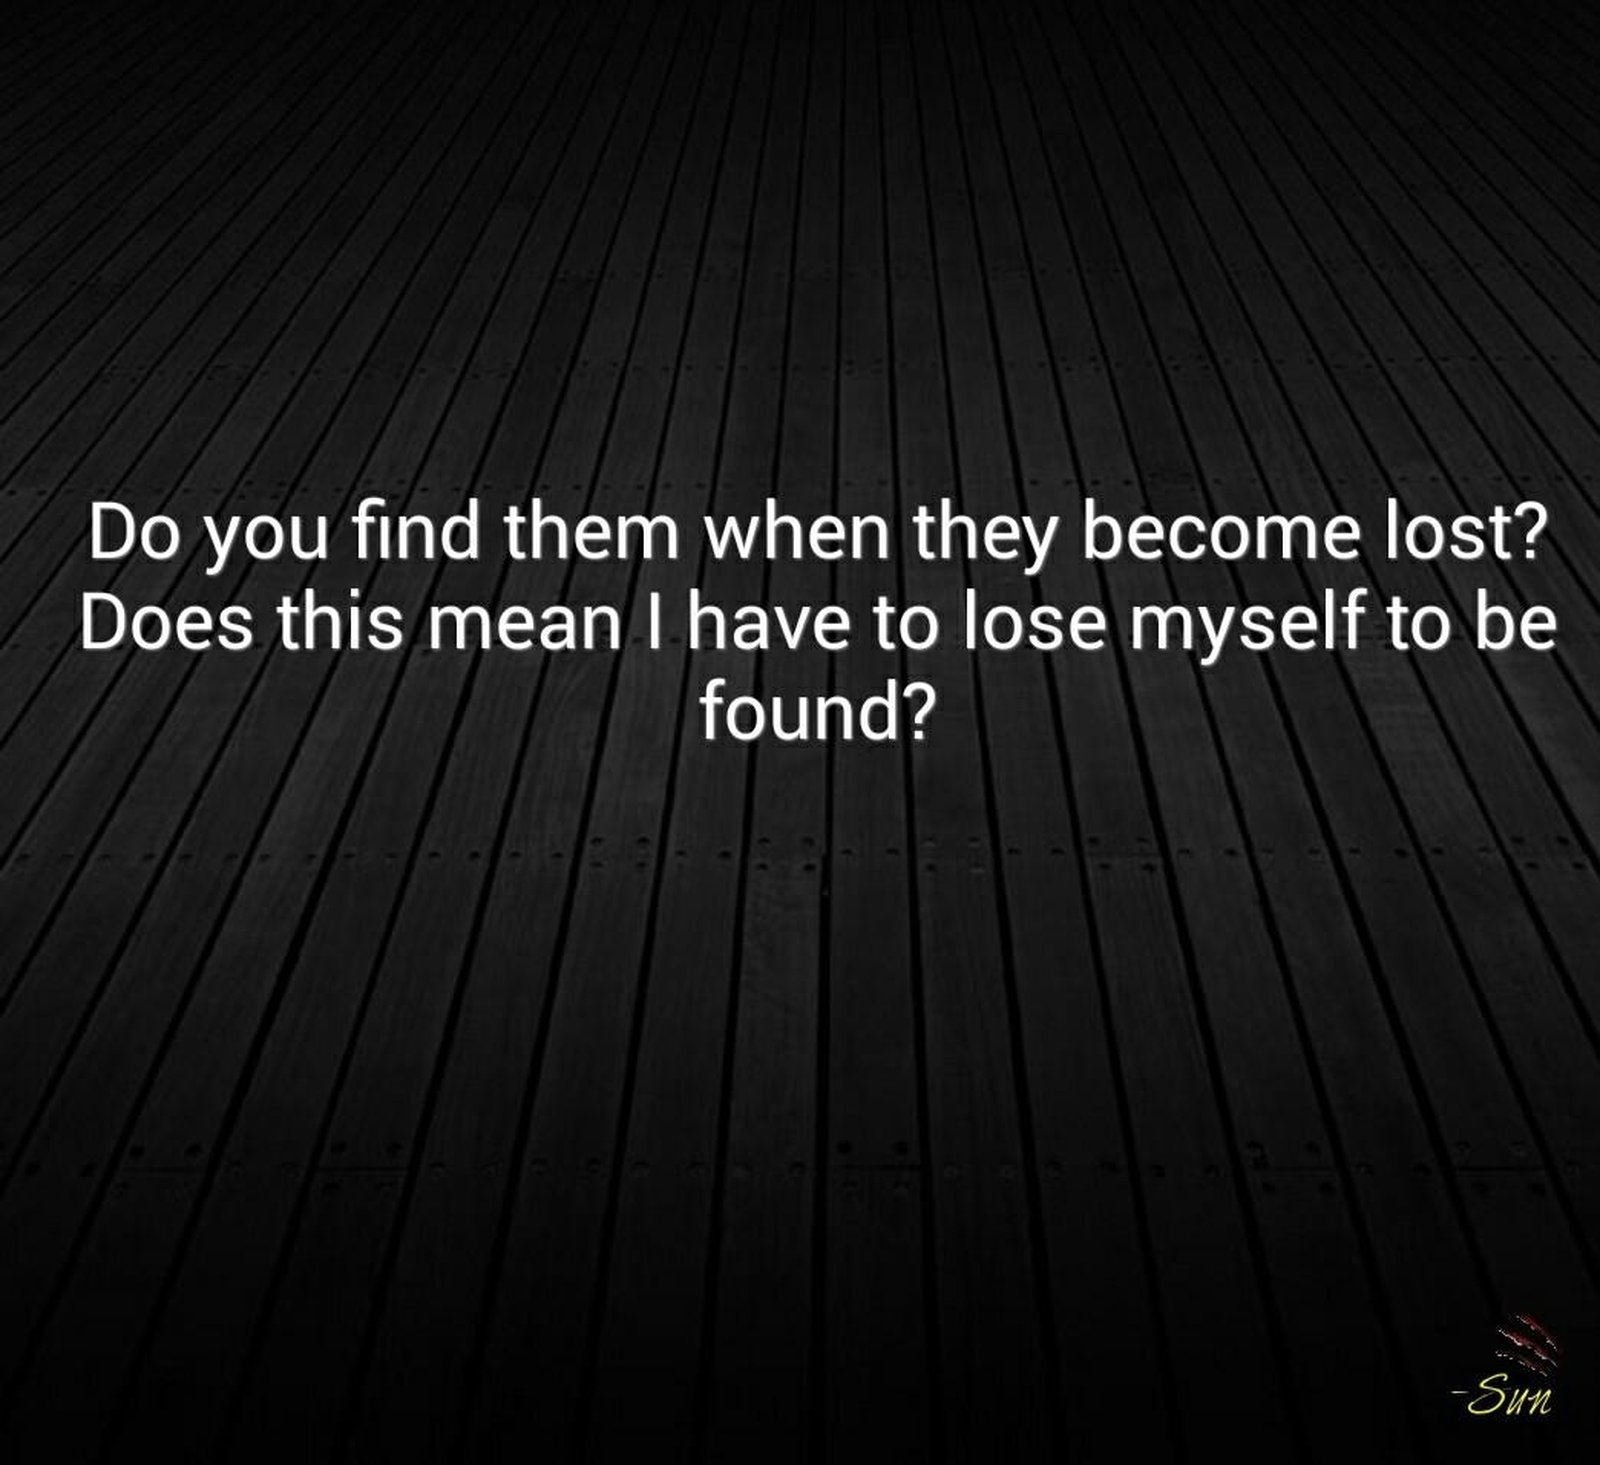 Do you find them when they become lost?
Does this mean I have to lose myself to be
found?
-Sun